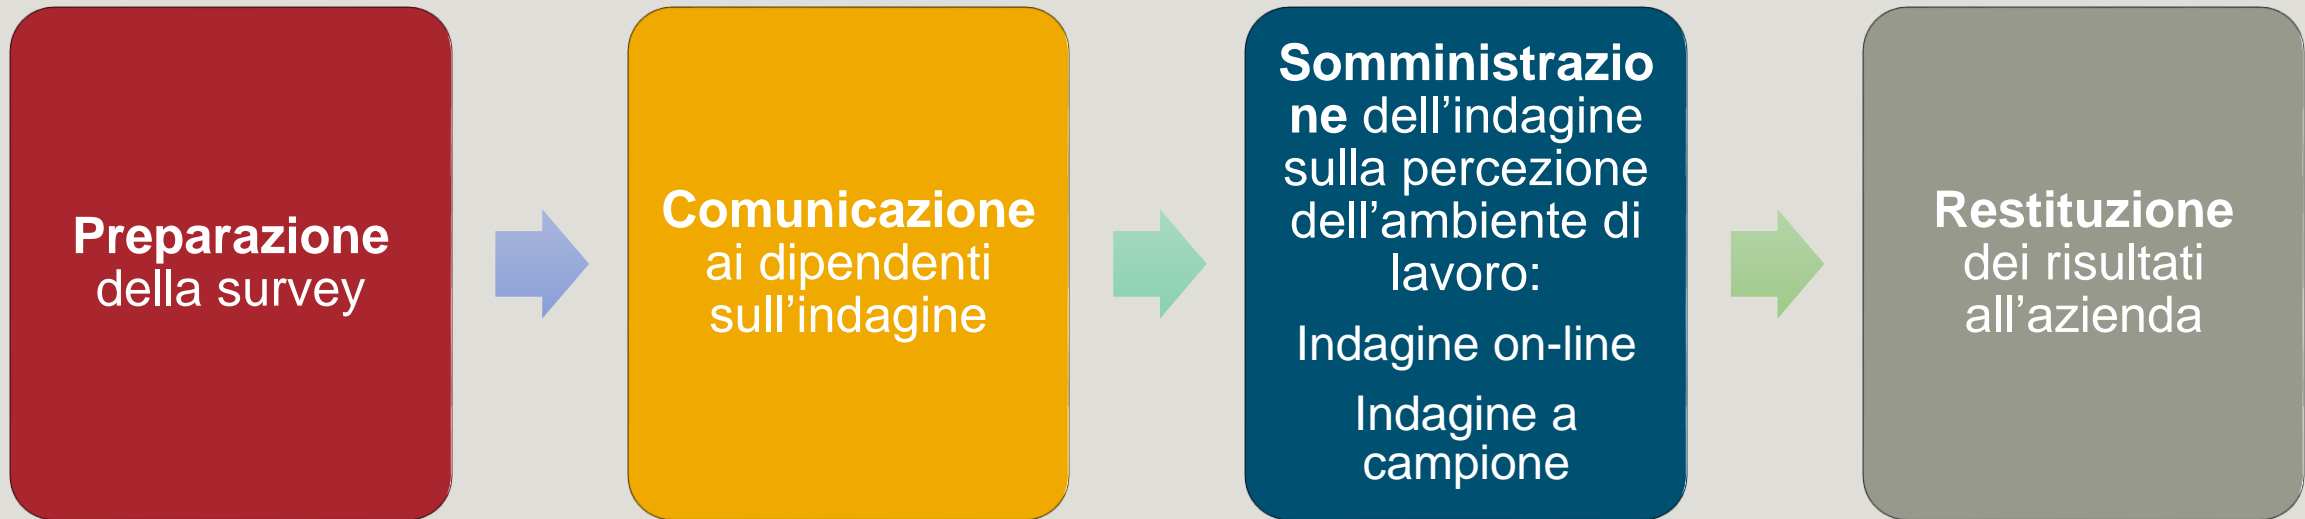 Preparazione
della survey
Comunicazione
ai dipendenti
sull’indagine
Somministrazio
ne dell’indagine
sulla percezione
dell’ambiente di
lavoro:
Indagine on-line
Indagine a
campione
Restituzione
dei risultati
all’azienda